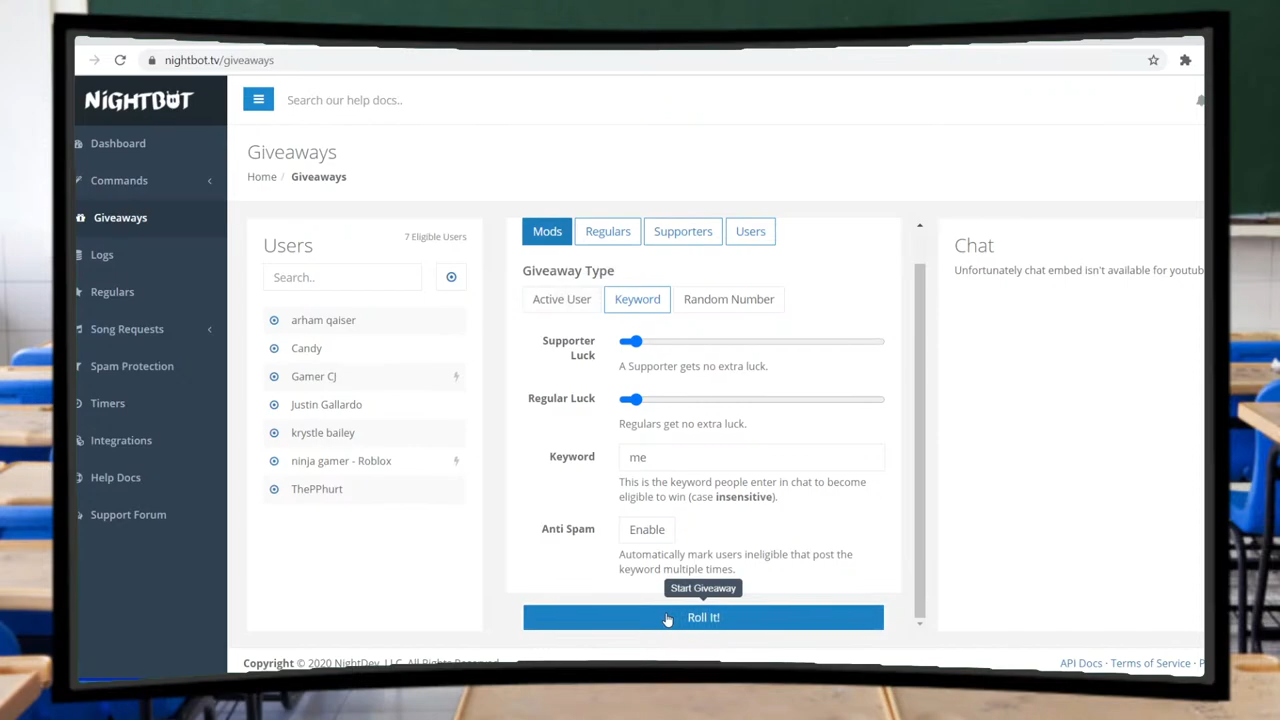 nightbot.tv/giveaways
NiGHTBOT
Search our help docs..
Dashboard
Commands
Giveaways
Logs
Regulars
Song Requests
Spam Protection
Timers
Integrations
Help Docs
Support Forum
Giveaways
Home / Giveaways
Users
7 Eligible Users
Search..
arham qaiser
Candy
Gamer CJ
Justin Gallardo
krystle bailey
ninja gamer - Roblox
ThePPhurt
Mods Regulars Supporters Users
Giveaway Type
Active User Keyword Random Number
Supporter
Luck
A Supporter gets no extra luck.
Regular Luck
Regulars get no extra luck.
Keyword
me
This is the keyword people enter in chat to become
eligible to win (case insensitive).
Anti Spam
Enable
Automatically mark users ineligible that post the
keyword multiple times.
Start Giveaway
Roll It!
Chat
Unfortunately chat embed isn't available for youtub
Copyright © 2020 NightDev, LLC. All Rights Reserved
API Docs · Terms of Service · P